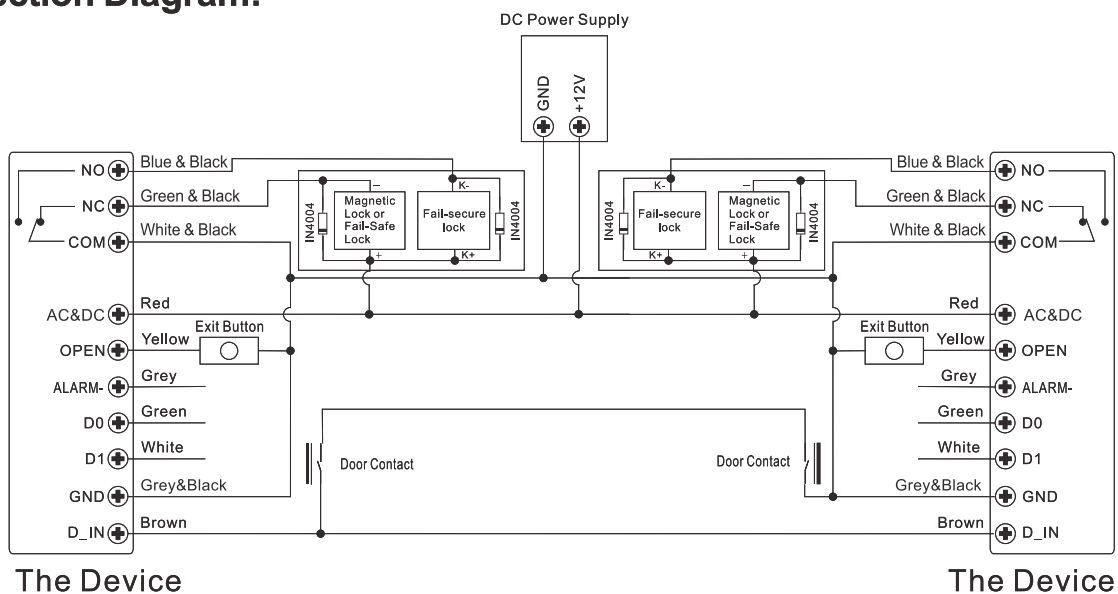 DC Power Supply
GND
+12V
NO
Blue & Black
NC
Green & Black
COM
White & Black
AC&DC
Red
OPEN
Yellow
Exit Button
ALARM-
Grey
D0
Green
D1
White
GND
Grey&Black
D_IN
Brown
IN4004
−
Magnetic
Lock or
Fail-Safe
Lock
+
K-
Fail-secure
lock
K+
IN4004
IN4004
K-
Fail-secure
lock
K+
−
Magnetic
Lock or
Fail-Safe
Lock
+
IN4004
Door Contact
Door Contact
Blue & Black
NO
Green & Black
NC
White & Black
COM
Red
AC&DC
Exit Button
Yellow
OPEN
Grey
ALARM-
Green
D0
White
D1
Grey&Black
GND
Brown
D_IN
The Device
The Device